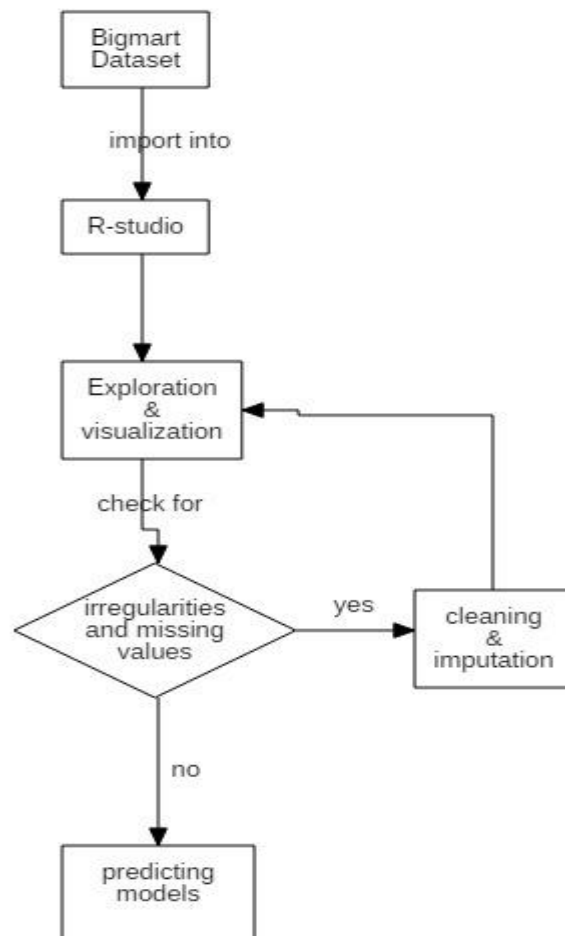 Bigmart
Dataset
import into
R-studio
Exploration
&
visualization
check for
irregularities
and missing
values
yes
cleaning
&
imputation
no
predicting
models